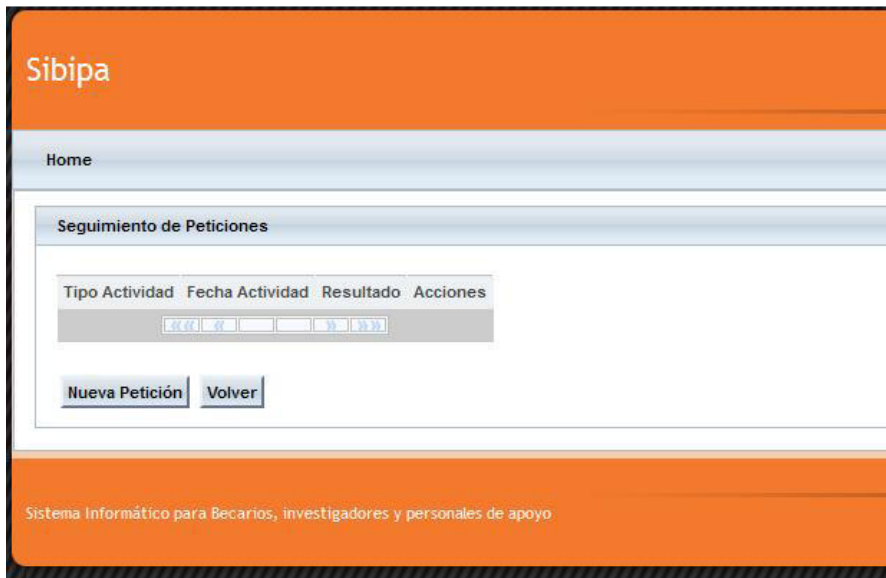 Sibipa
Home
Seguimiento de Peticiones
Tipo Actividad Fecha Actividad Resultado Acciones
«« « » »»
Nueva Petición Volver
Sistema Informático para Becarios, investigadores y personales de apoyo